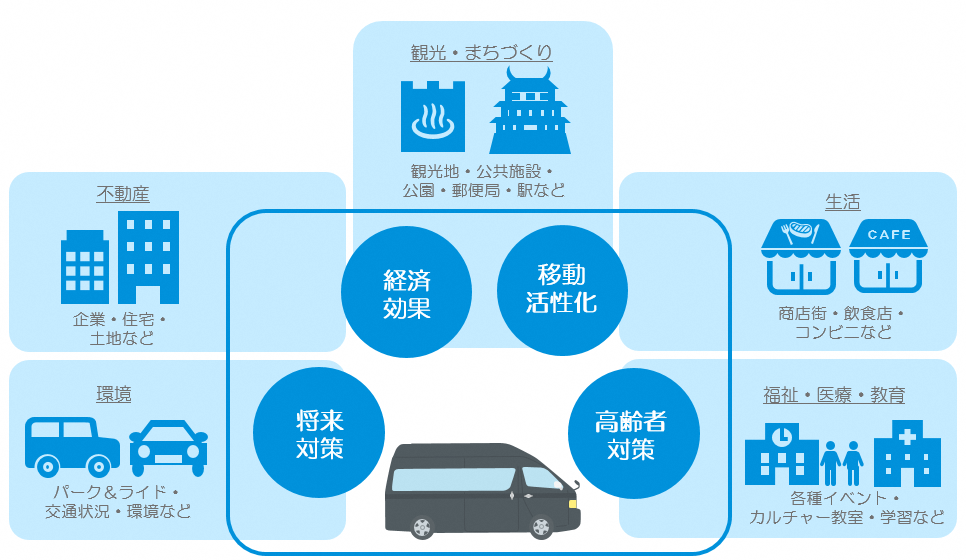 観光・まちづくり
観光地・公共施設・
公園・郵便局・駅など
不動産
企業・住宅・
土地など
生活
CAFE
商店街・飲食店・
コンビニなど
経済
効果
移動
活性化
環境
パーク＆ライド・
交通状況・環境など
将来
対策
高齢者
対策
福祉・医療・教育
各種イベント・
カルチャー教室・学習など